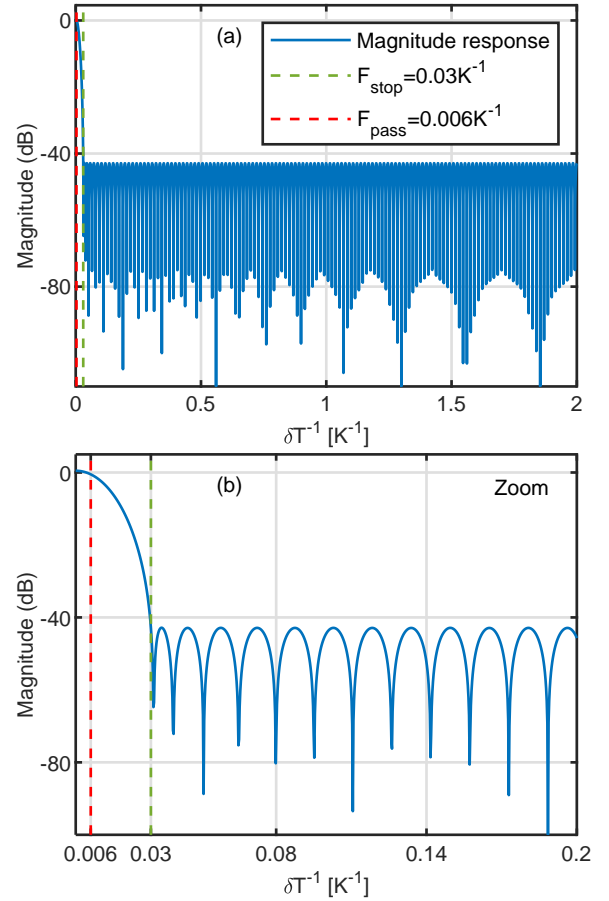 0
(a)
Magnitude response
F_stop=0.03K⁻¹
F_pass=0.006K⁻¹
-40
-80
Magnitude (dB)
0
0.5
1
1.5
2
δT⁻¹ [K⁻¹]
0
(b)
Zoom
-40
-80
Magnitude (dB)
0.006
0.03
0.08
0.14
0.2
δT⁻¹ [K⁻¹]